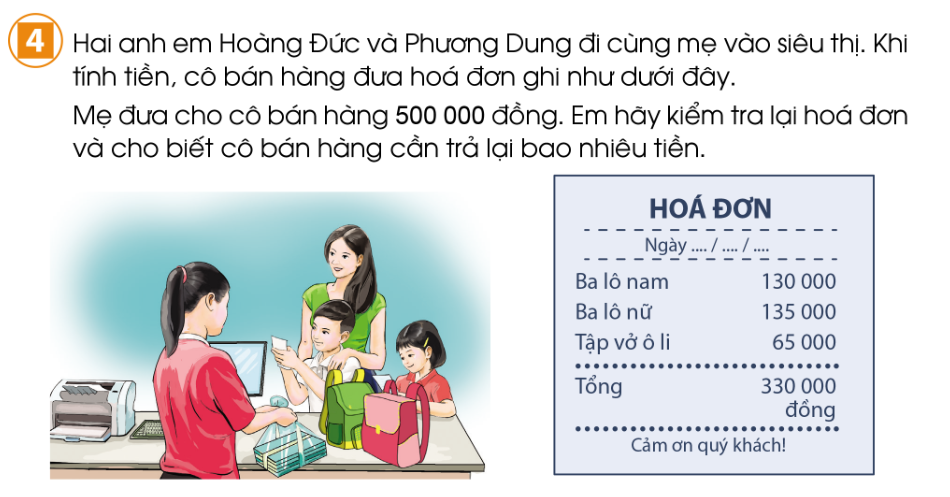 4 Hai anh em Hoàng Đức và Phương Dung đi cùng mẹ vào siêu thị. Khi
tính tiền, cô bán hàng đưa hoá đơn ghi như dưới đây.
Mẹ đưa cho cô bán hàng 500 000 đồng. Em hãy kiểm tra lại hoá đơn
và cho biết cô bán hàng cần trả lại bao nhiêu tiền.
HOÁ ĐƠN
Ngày .... / .... / ....
Ba lô nam 130 000
Ba lô nữ 135 000
Tập vở ô li 65 000
Tổng 330 000
đồng
Cảm ơn quý khách!